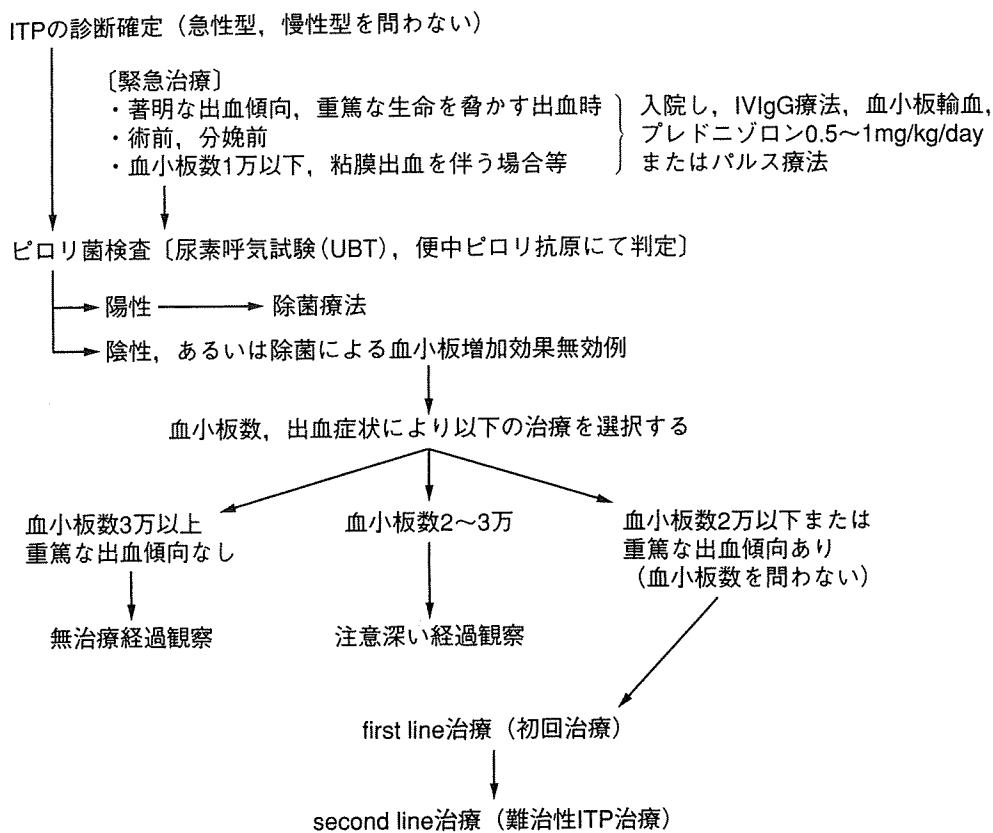 ITPの診断確定（急性型，慢性型を問わない）
〔緊急治療〕
・著明な出血傾向，重篤な生命を脅かす出血時
・術前，分娩前
・血小板数1万以下，粘膜出血を伴う場合等
入院し，IVIgG療法，血小板輸血，
プレドニゾロン0.5～1mg/kg/day
またはパルス療法
ピロリ菌検査〔尿素呼気試験（UBT），便中ピロリ抗原にて判定〕
陽性
除菌療法
陰性，あるいは除菌による血小板増加効果無効例
血小板数，出血症状により以下の治療を選択する
血小板数3万以上
重篤な出血傾向なし
無治療経過観察
血小板数2～3万
注意深い経過観察
血小板数2万以下または
重篤な出血傾向あり
（血小板数を問わない）
first line治療（初回治療）
second line治療（難治性ITP治療）